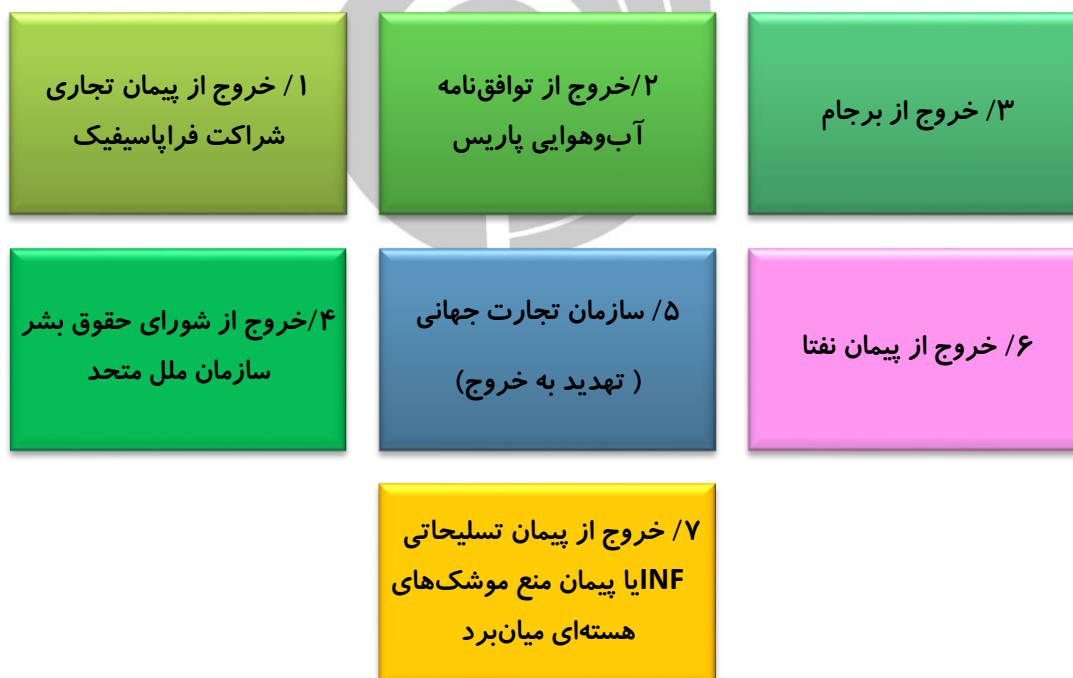 ۱/ خروج از پیمان تجاری
شراکت فراپاسیفیک
۲/خروج از توافق‌نامه
آب‌وهوایی پاریس
۳/ خروج از برجام
۴/خروج از شورای حقوق بشر
سازمان ملل متحد
۵/ سازمان تجارت جهانی
( تهدید به خروج)
۶/ خروج از پیمان نفتا
۷/ خروج از پیمان تسلیحاتی
INFیا پیمان منع موشک‌های
هسته‌ای میان‌برد